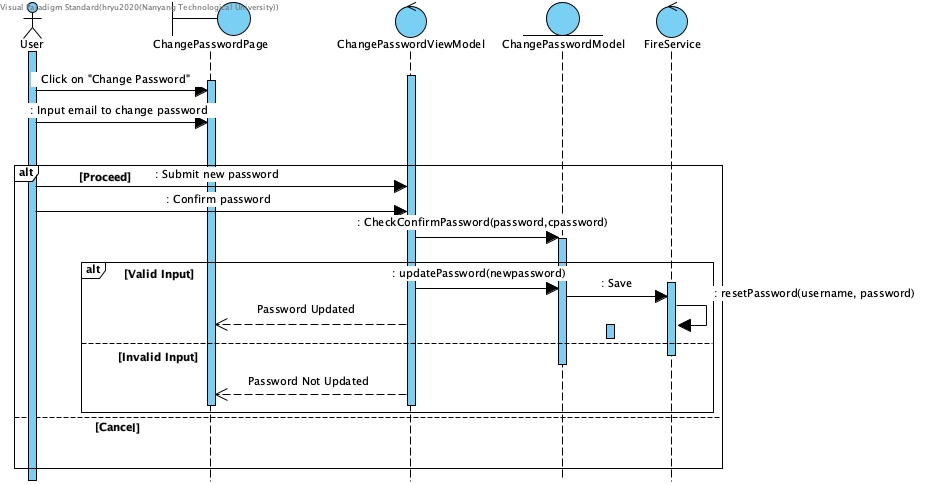 Visual Paradigm Standard(hryu2020(Nanyang Technological University))
User
ChangePasswordPage
ChangePasswordViewModel
ChangePasswordModel
FireService
Click on "Change Password"
: Input email to change password
alt
[Proceed]
: Submit new password
: Confirm password
: CheckConfirmPassword(password,cpassword)
alt
[Valid Input]
: updatePassword(newpassword)
: Save
: resetPassword(username, password)
Password Updated
[Invalid Input]
Password Not Updated
[Cancel]